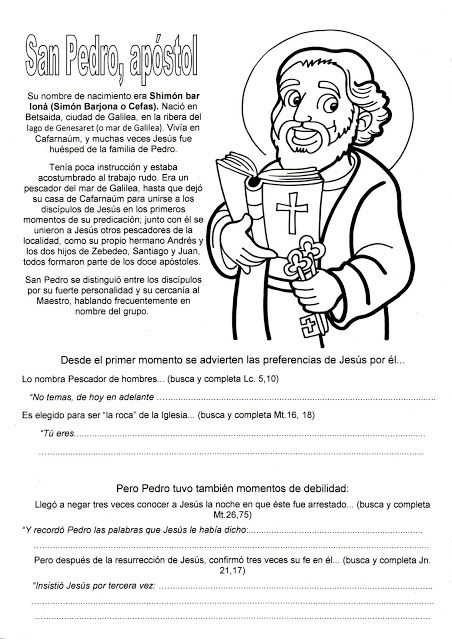 San Pedro, apóstol
Su nombre de nacimiento era Shimón bar
Ioná (Simón Barjona o Cefas). Nació en
Betsaida, ciudad de Galilea, en la ribera del
lago de Genesaret (o mar de Galilea). Vivía en
Cafarnaúm, y muchas veces Jesús fue
huésped de la familia de Pedro.
Tenía poca instrucción y estaba
acostumbrado al trabajo rudo. Era un
pescador del mar de Galilea, hasta que dejó
su casa de Cafarnaúm para unirse a los
discípulos de Jesús en los primeros
momentos de su predicación; junto con él se
unieron a Jesús otros pescadores de la
localidad, como su propio hermano Andrés y
los dos hijos de Zebedeo, Santiago y Juan,
todos formaron parte de los doce apóstoles.
San Pedro se distinguió entre los discípulos
por su fuerte personalidad y su cercanía al
Maestro, hablando frecuentemente en
nombre del grupo.
Desde el primer momento se advierten las preferencias de Jesús por él...
Lo nombra Pescador de hombres... (busca y completa Lc. 5,10)
“No temas, de hoy en adelante ................................................................
Es elegido para ser “la roca” de la Iglesia... (busca y completa Mt.16, 18)
“Tú eres................................................................
................................................................
Pero Pedro tuvo también momentos de debilidad:
Llegó a negar tres veces conocer a Jesús la noche en que éste fue arrestado... (busca y completa
Mt.26,75)
“Y recordó Pedro las palabras que Jesús le había dicho:................................................
................................................................
Pero después de la resurrección de Jesús, confirmó tres veces su fe en él... (busca y completa Jn.
21,17)
“Insistió Jesús por tercera vez: ................................................................
................................................................
................................................................